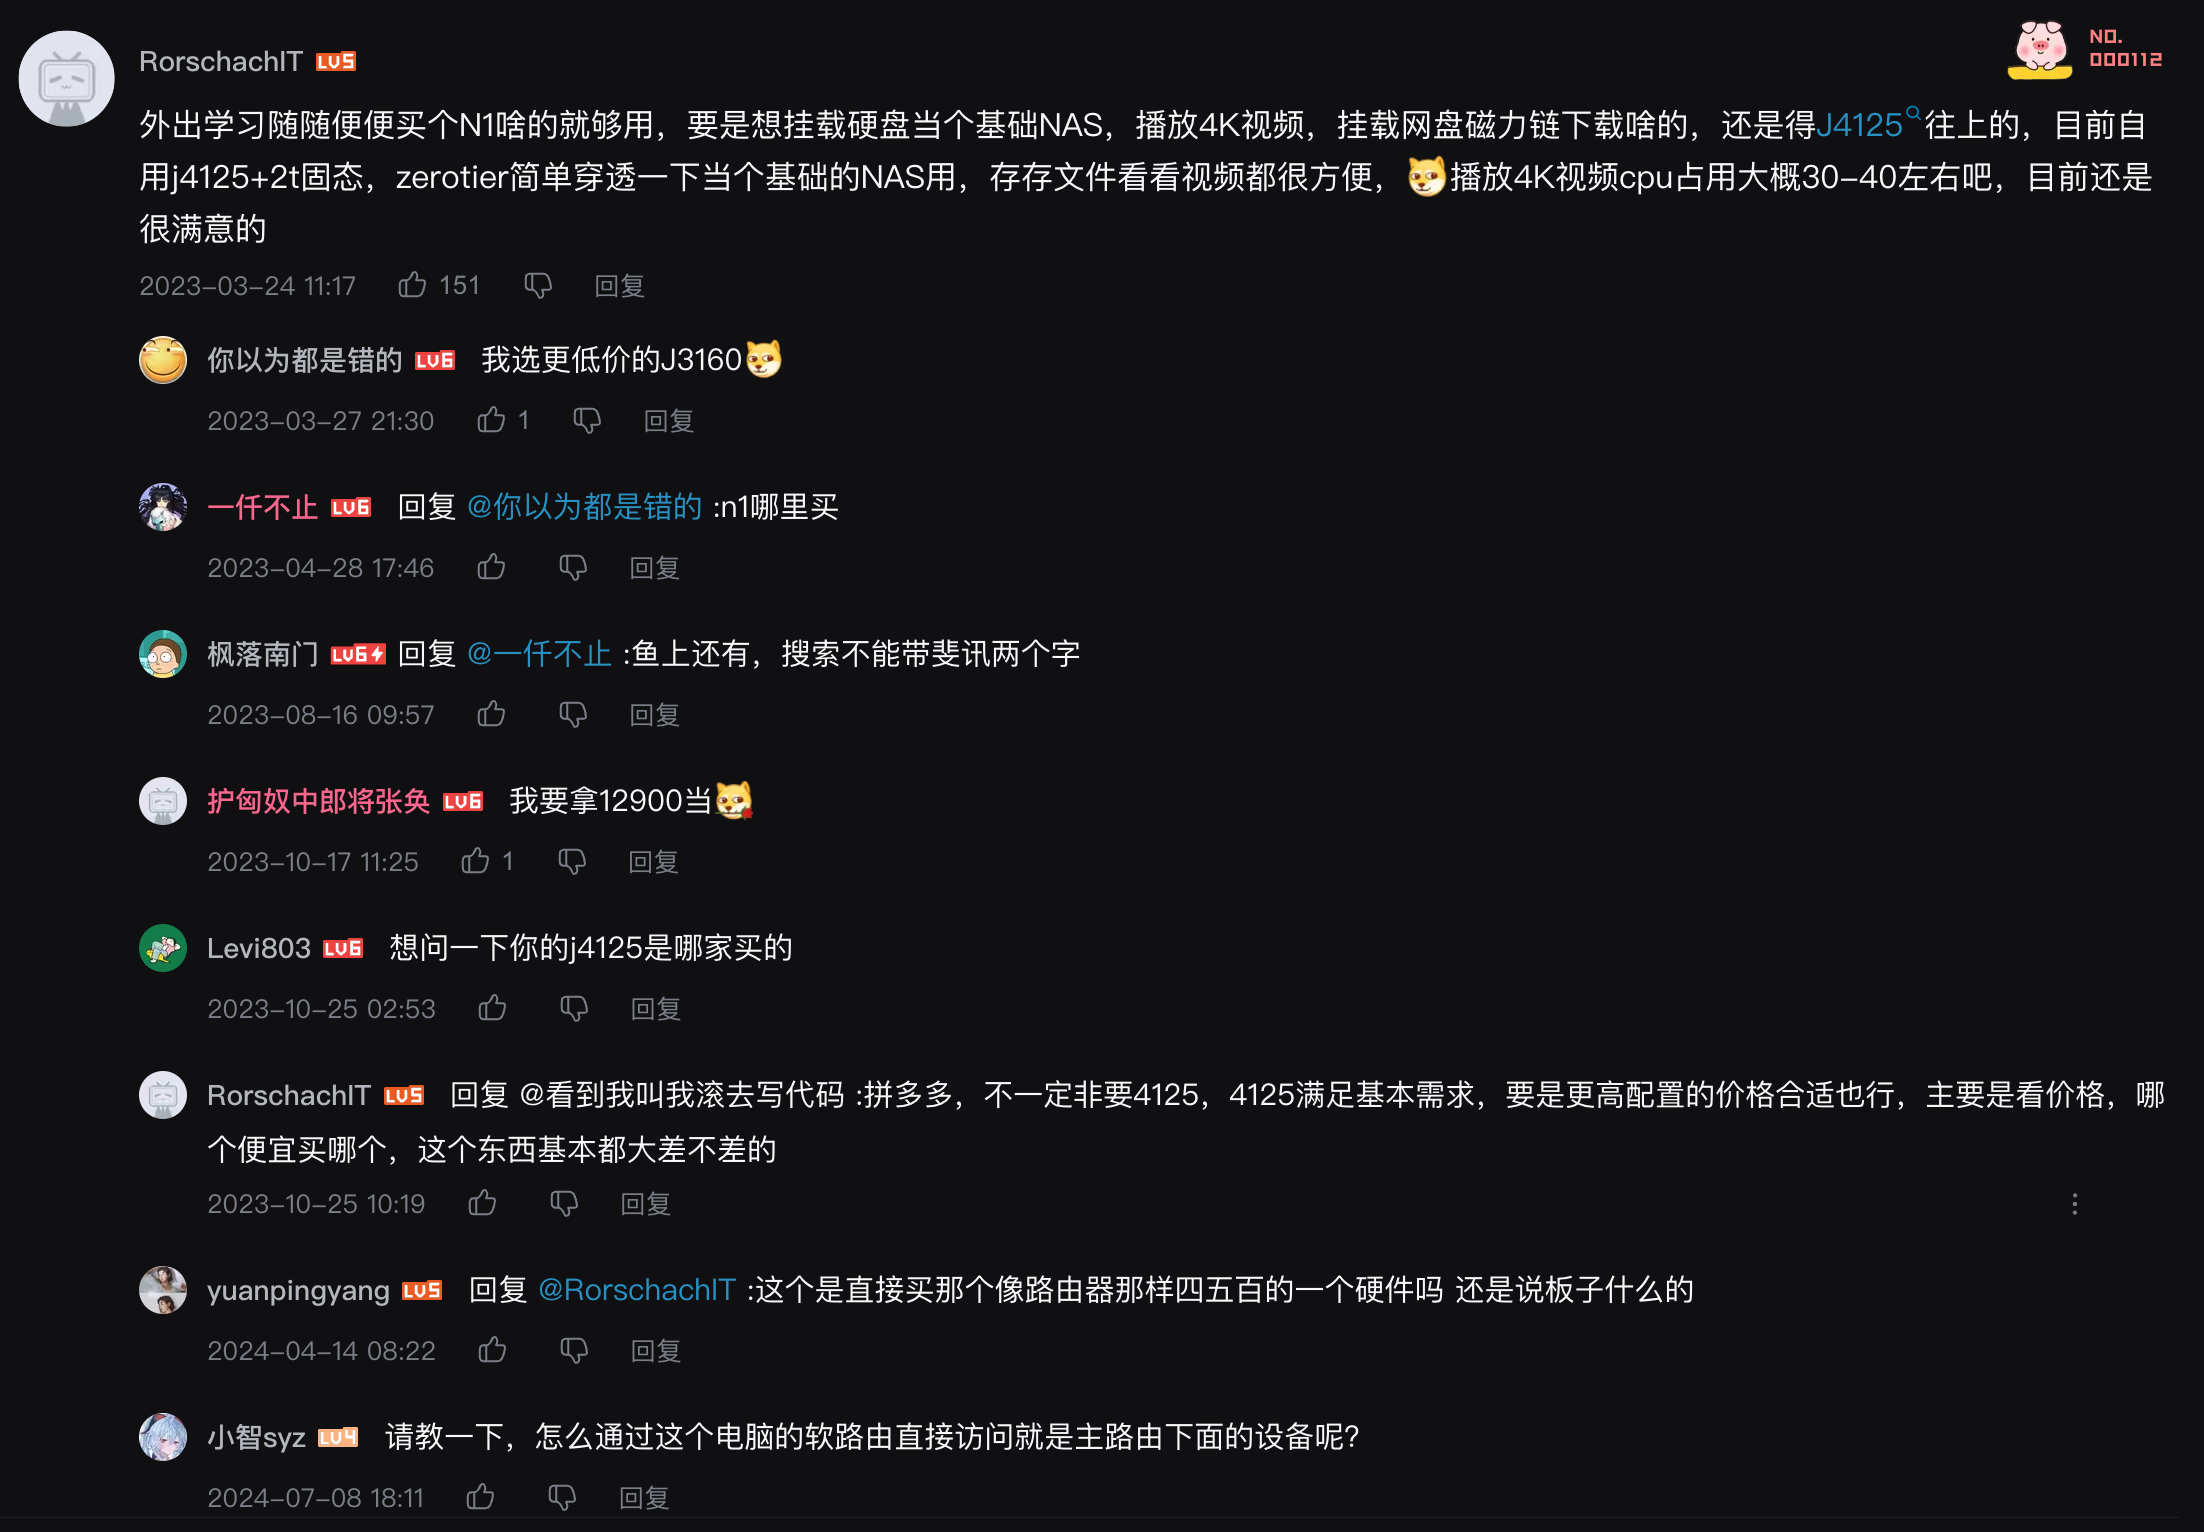 RorschachIT LV5
NO.
000112
外出学习随随便便买个N1啥的就够用，要是想挂载硬盘当个基础NAS，播放4K视频，挂载网盘磁力链下载啥的，还是得J4125往上的，目前自
用j4125+2t固态，zerotier简单穿透一下当个基础的NAS用，存存文件看看视频都很方便，播放4K视频cpu占用大概30-40左右吧，目前还是
很满意的
2023-03-24 11:17 151 回复
你以为都是错的 LV6 我选更低价的J3160
2023-03-27 21:30 1 回复
一仟不止 LV6 回复 @你以为都是错的 :n1哪里买
2023-04-28 17:46 回复
枫落南门 LV6 回复 @一仟不止 :鱼上还有，搜索不能带斐讯两个字
2023-08-16 09:57 回复
护匈奴中郎将张奂 LV6 我要拿12900当
2023-10-17 11:25 1 回复
Levi803 LV6 想问一下你的j4125是哪家买的
2023-10-25 02:53 回复
RorschachIT LV5 回复 @看到我叫我滚去写代码 :拼多多，不一定非要4125，4125满足基本需求，要是更高配置的价格合适也行，主要是看价格，哪
个便宜买哪个，这个东西基本都大差不差的
2023-10-25 10:19 回复
yuanpingyang LV5 回复 @RorschachIT :这个是直接买那个像路由器那样四五百的一个硬件吗 还是说板子什么的
2024-04-14 08:22 回复
小智syz LV4 请教一下，怎么通过这个电脑的软路由直接访问就是主路由下面的设备呢？
2024-07-08 18:11 回复